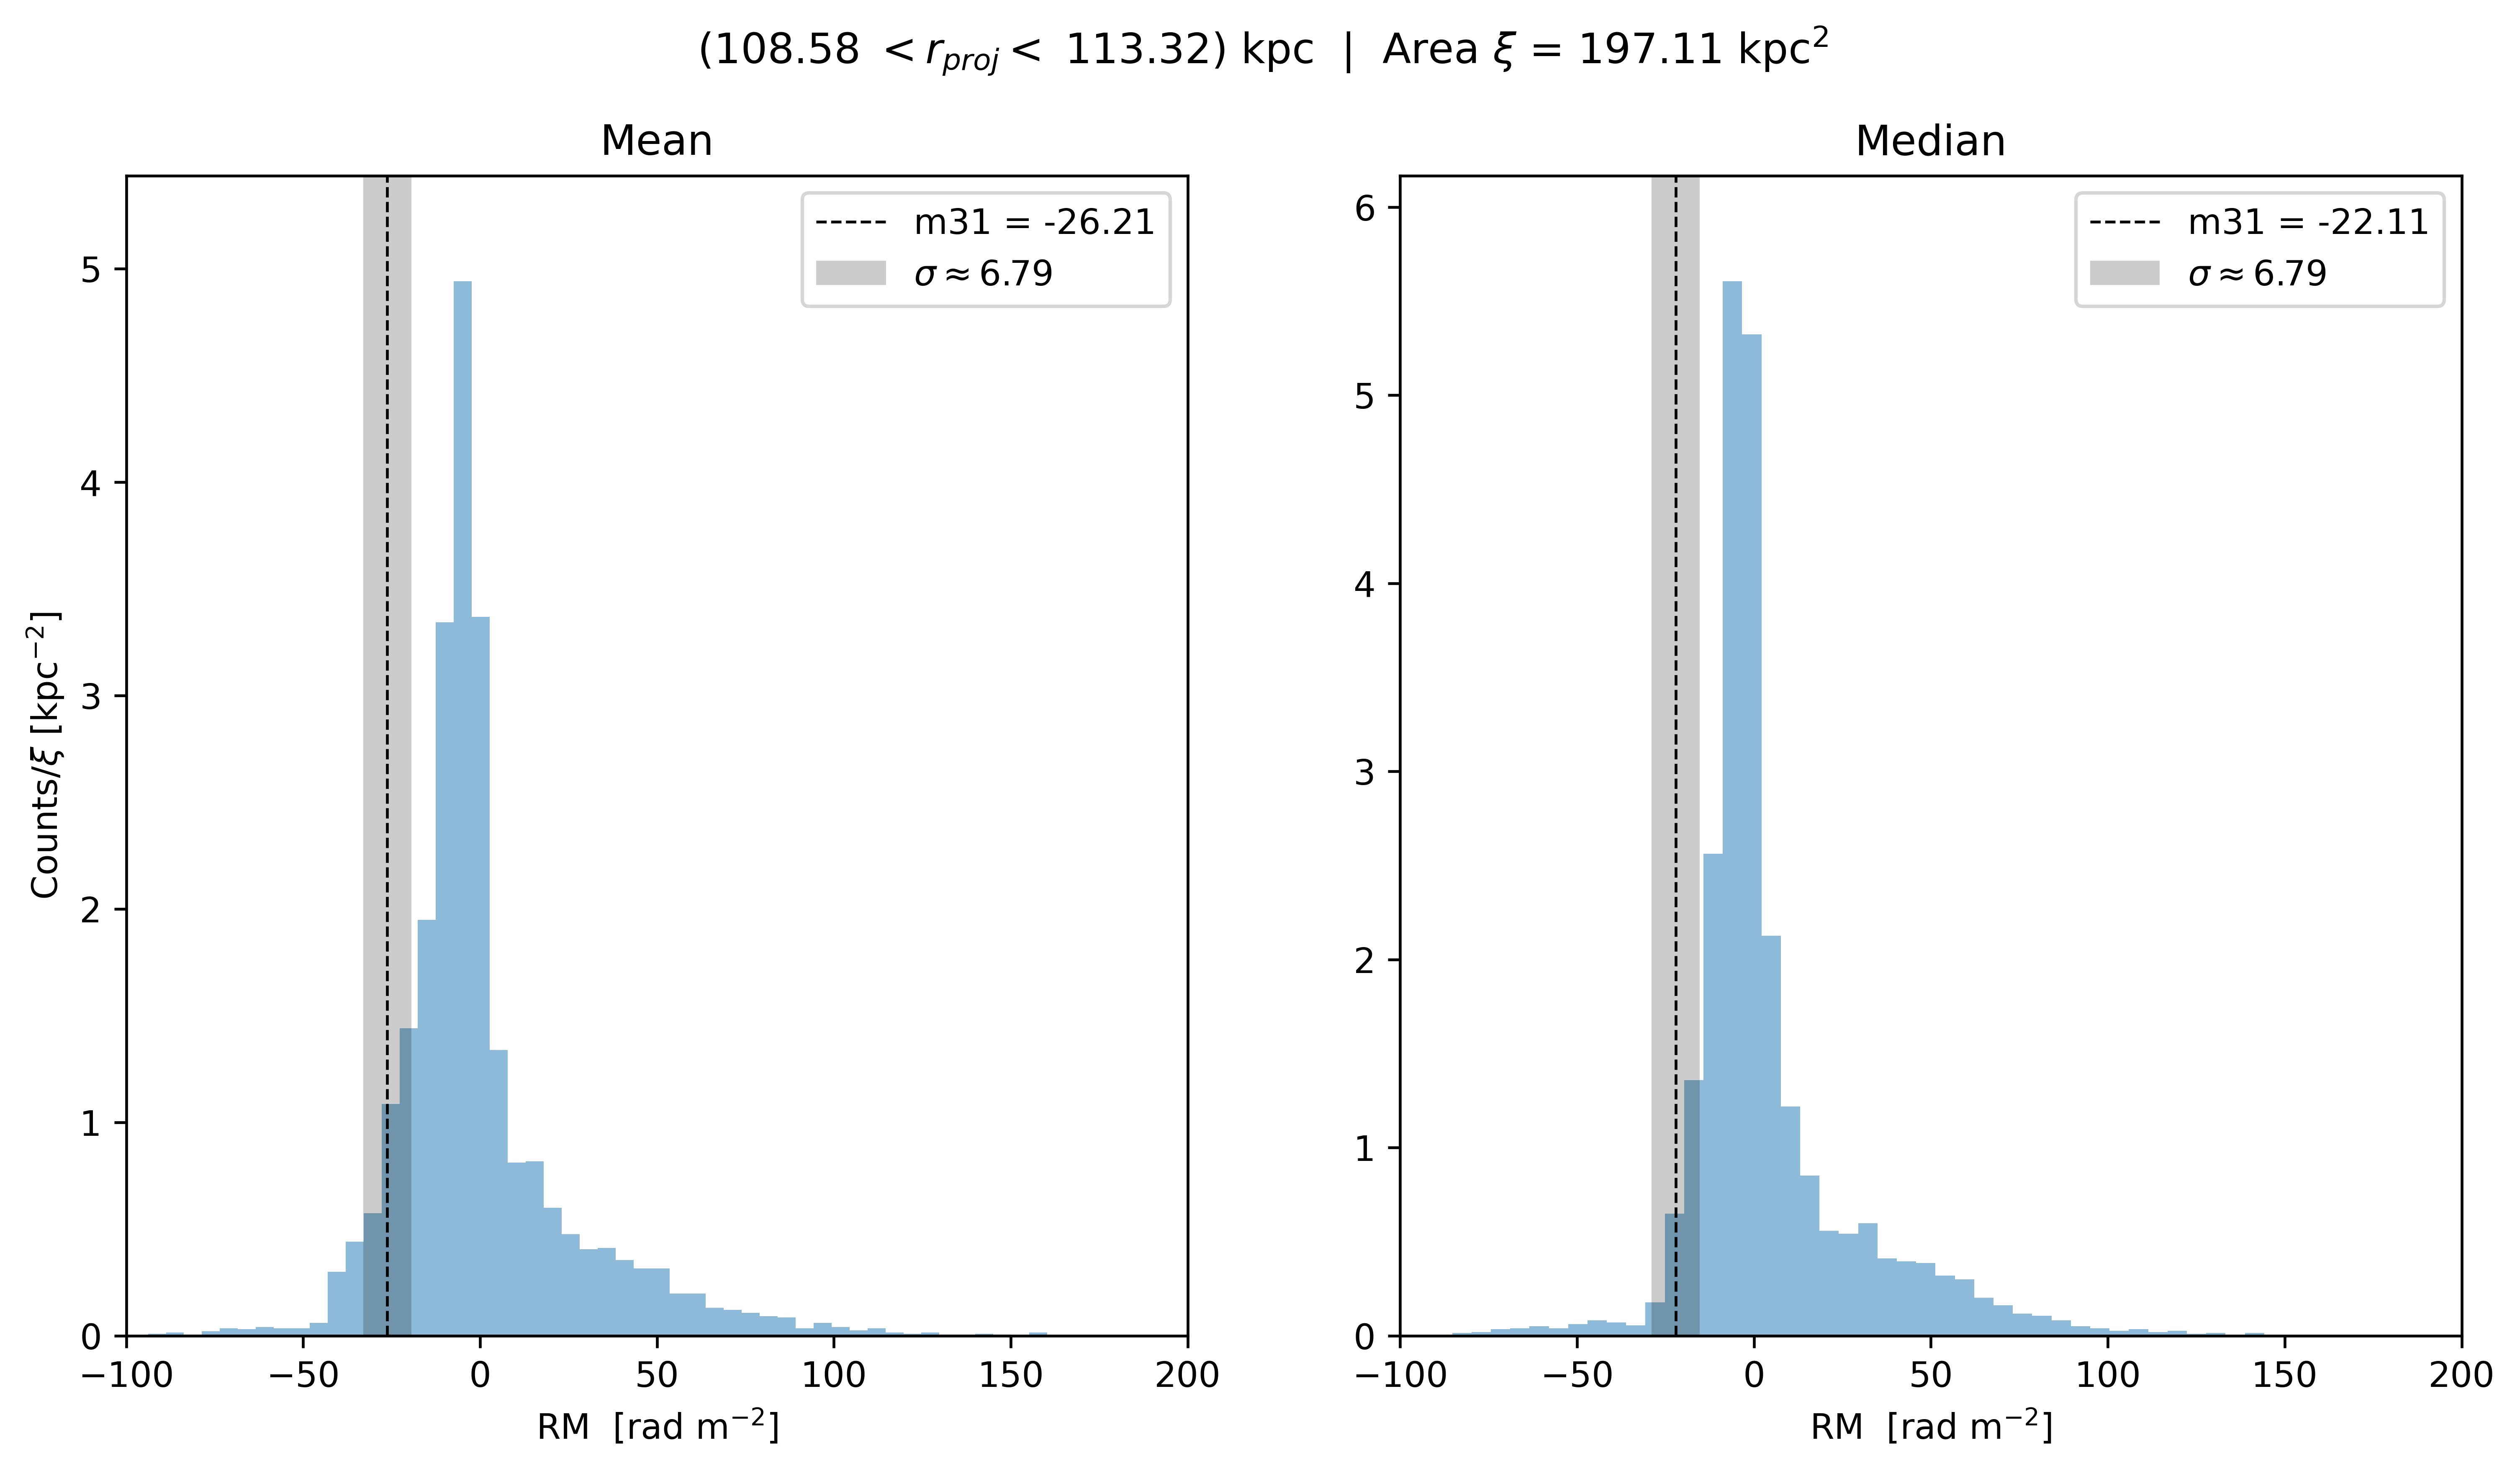 (108.58 < r_proj < 113.32) kpc | Area ξ = 197.11 kpc²
Mean
m31 = -26.21
σ ≈ 6.79
Counts/ξ [kpc⁻²]
5
4
3
2
1
0
−100 −50 0 50 100 150 200
RM [rad m⁻²]
Median
m31 = -22.11
σ ≈ 6.79
6
5
4
3
2
1
0
−100 −50 0 50 100 150 200
RM [rad m⁻²]